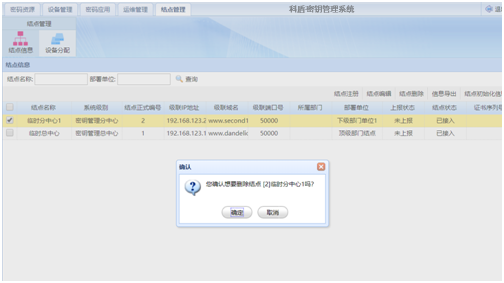 密钥资源 设备管理 密码应用 运维管理 结点管理 科盾密钥管理系统
结点管理
结点信息 设备分配
结点信息
结点名称: 部署单位: 查询
结点注册 结点编辑 结点删除 信息导出 结点初始化信
结点名称 系统级别 结点正式编号 级联IP地址 级联域名 级联端口号 所属部门 部署单位 上报状态 结点状态 证书序列号
临时分中心1 密钥管理分中心 2 192.168.123.2 www.second1 50000 下级部门单位1 未上报 已接入
临时总中心 密钥管理总中心 1 192.168.123.1 www.dandelic 50000 顶级部门结点 未上报 已接入
确认
您确认想要删除结点 [2]临时分中心1吗?
确定 取消